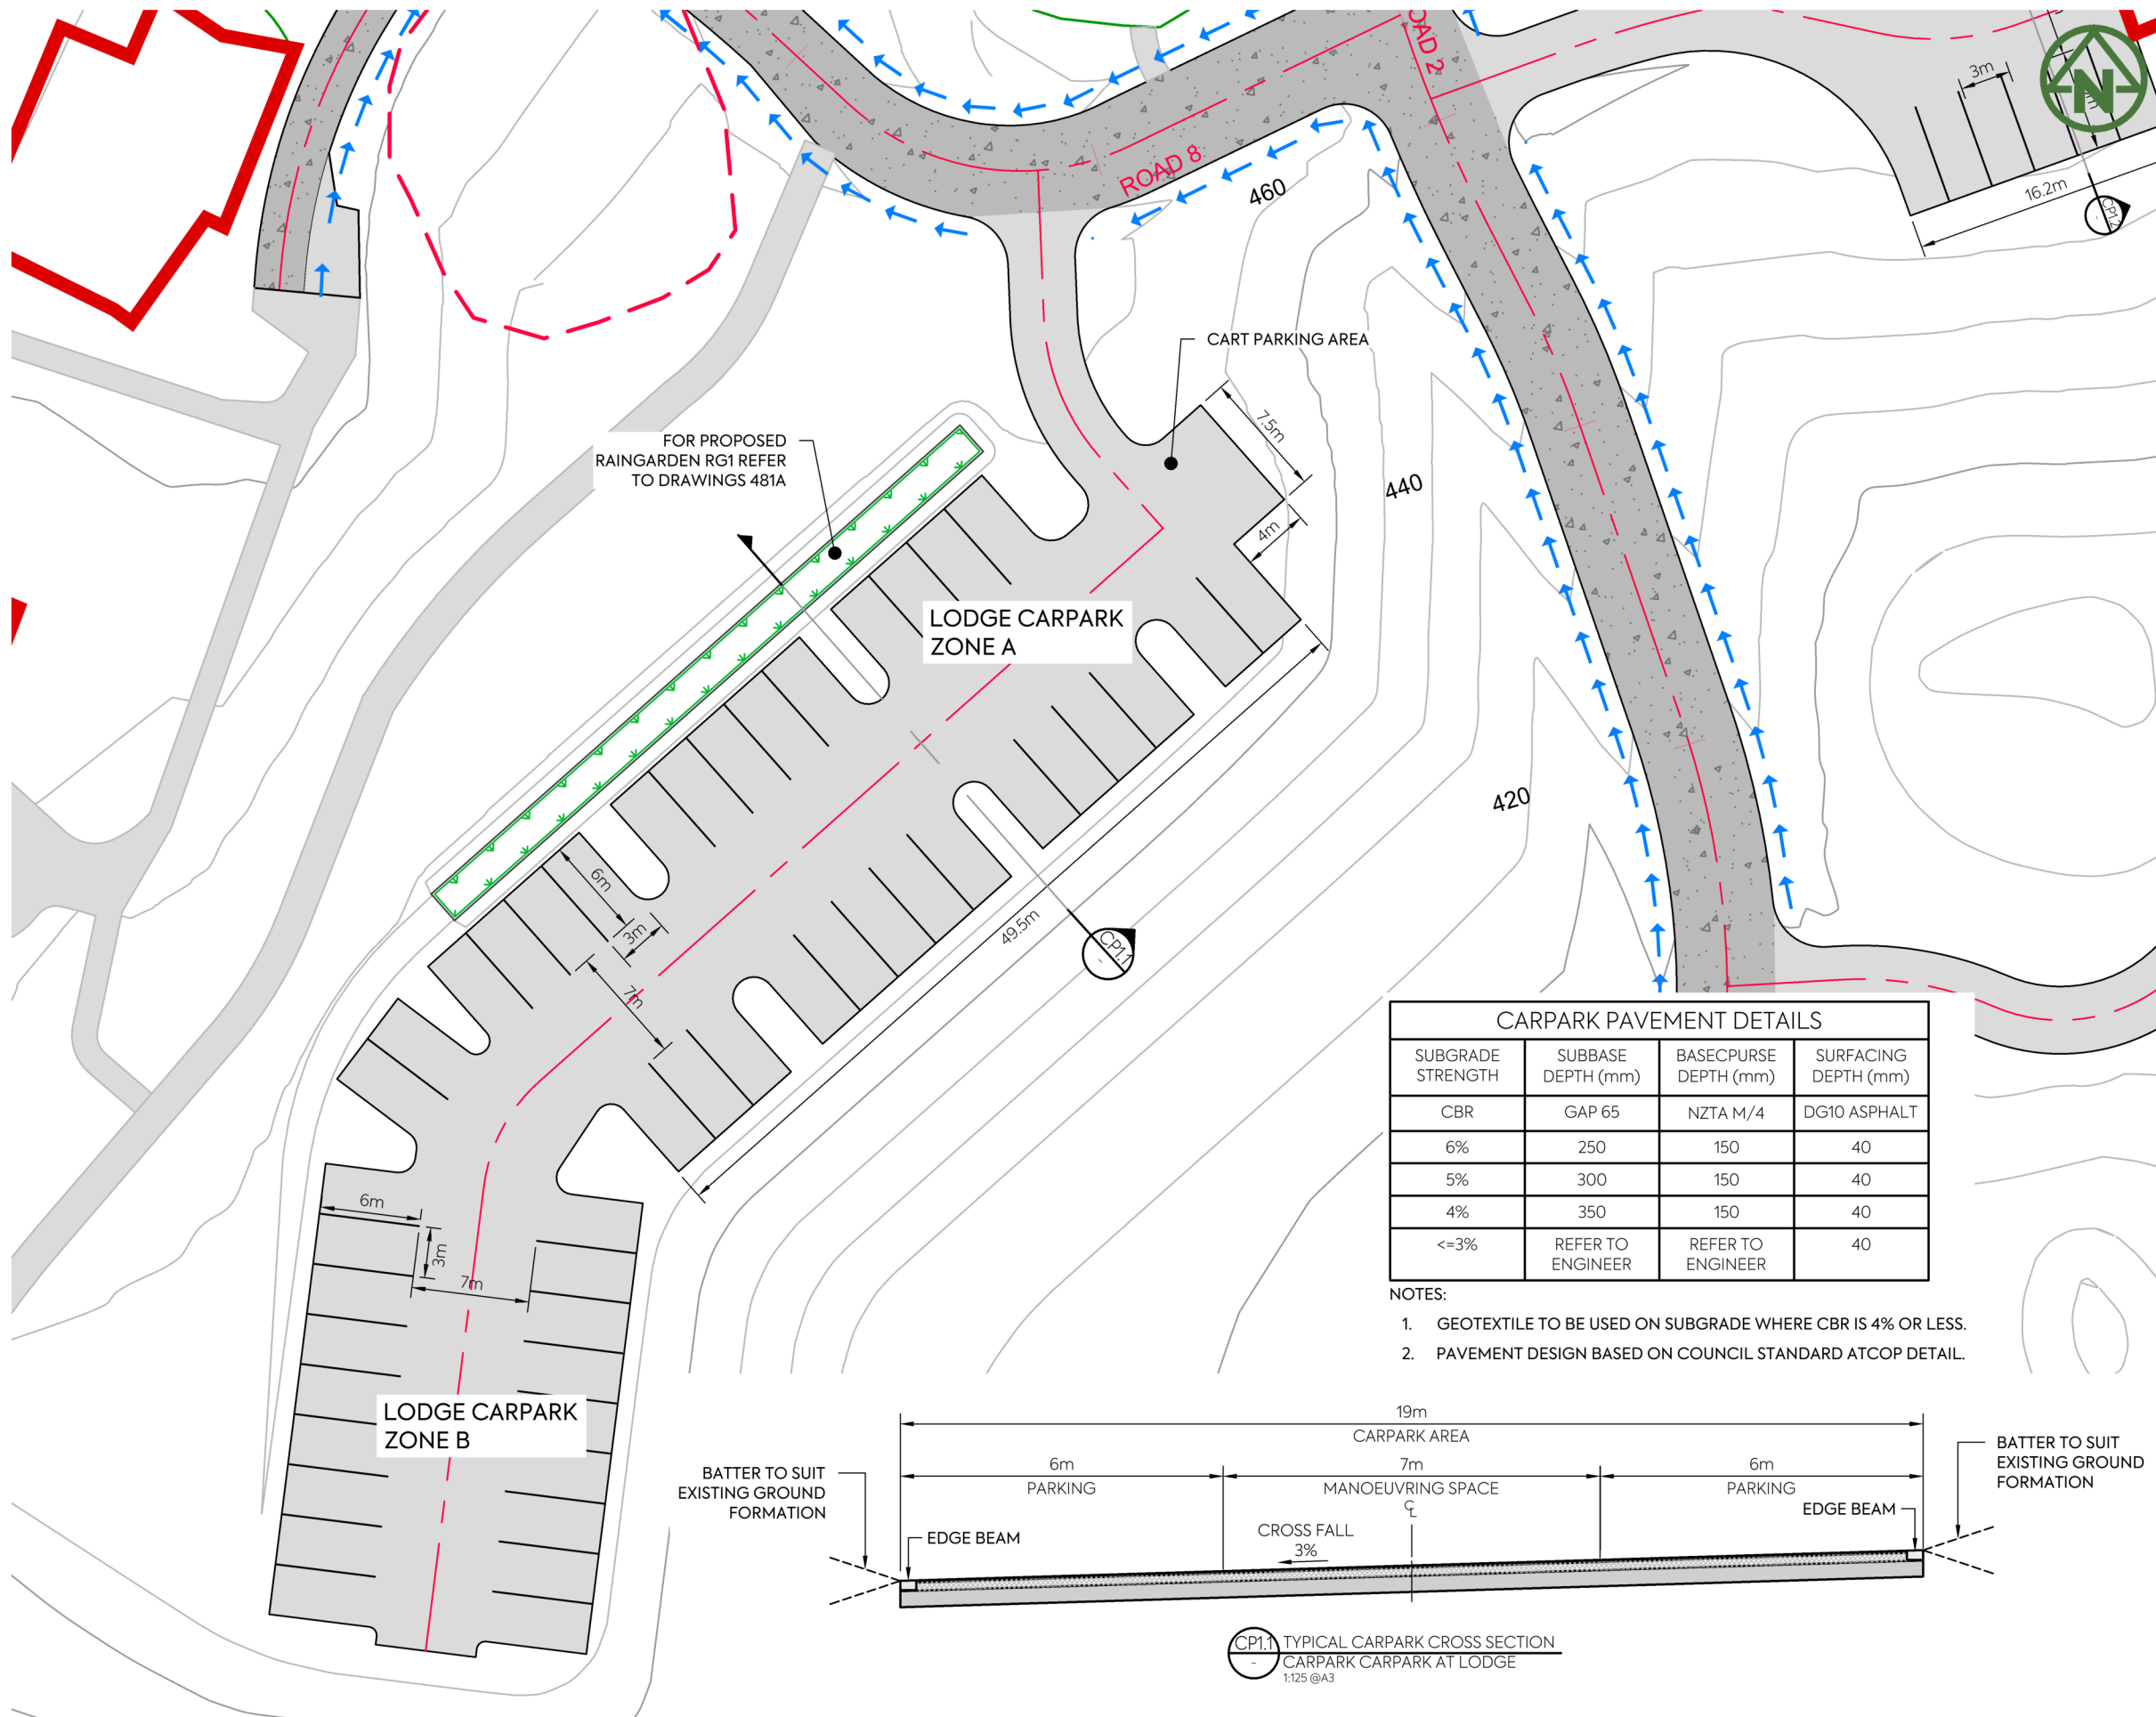 ROAD 8
OAD 2
3m
16.2m
CP1.2
-
N
460
CART PARKING AREA
7.5m
4m
440
FOR PROPOSED
RAINGARDEN RG1 REFER
TO DRAWINGS 481A
LODGE CARPARK
ZONE A
420
6m
3m
7m
49.5m
CP1.1
-
6m
3m
7m
LODGE CARPARK
ZONE B
CARPARK PAVEMENT DETAILS
SUBGRADE STRENGTH SUBBASE DEPTH (mm) BASECPURSE DEPTH (mm) SURFACING DEPTH (mm)
CBR GAP 65 NZTA M/4 DG10 ASPHALT
6% 250 150 40
5% 300 150 40
4% 350 150 40
<=3% REFER TO ENGINEER REFER TO ENGINEER 40
NOTES:
1. GEOTEXTILE TO BE USED ON SUBGRADE WHERE CBR IS 4% OR LESS.
2. PAVEMENT DESIGN BASED ON COUNCIL STANDARD ATCOP DETAIL.
19m
CARPARK AREA
6m 7m 6m
PARKING MANOEUVRING SPACE PARKING
BATTER TO SUIT
EXISTING GROUND
FORMATION
BATTER TO SUIT
EXISTING GROUND
FORMATION
EDGE BEAM
EDGE BEAM
CROSS FALL
3%
CP1.1 TYPICAL CARPARK CROSS SECTION
- CARPARK CARPARK AT LODGE
1:125 @A3